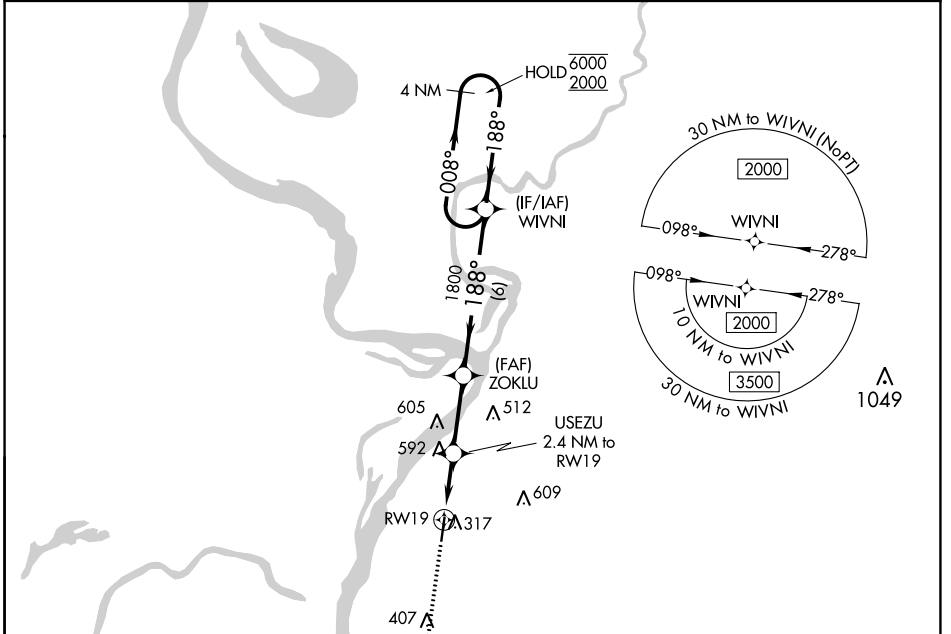 HOLD 6000
2000
4 NM
188°
008°
(IF/IAF)
WIVNI
1800
188°
(6)
(FAF)
ZOKLU
605
512
USEZU
2.4 NM to
RW19
592
609
RW19
317
407
30 NM to WIVNI (NoPT)
2000
WIVNI
098°
278°
098°
278°
WIVNI
2000
10 NM to WIVNI
3500
30 NM to WIVNI
1049